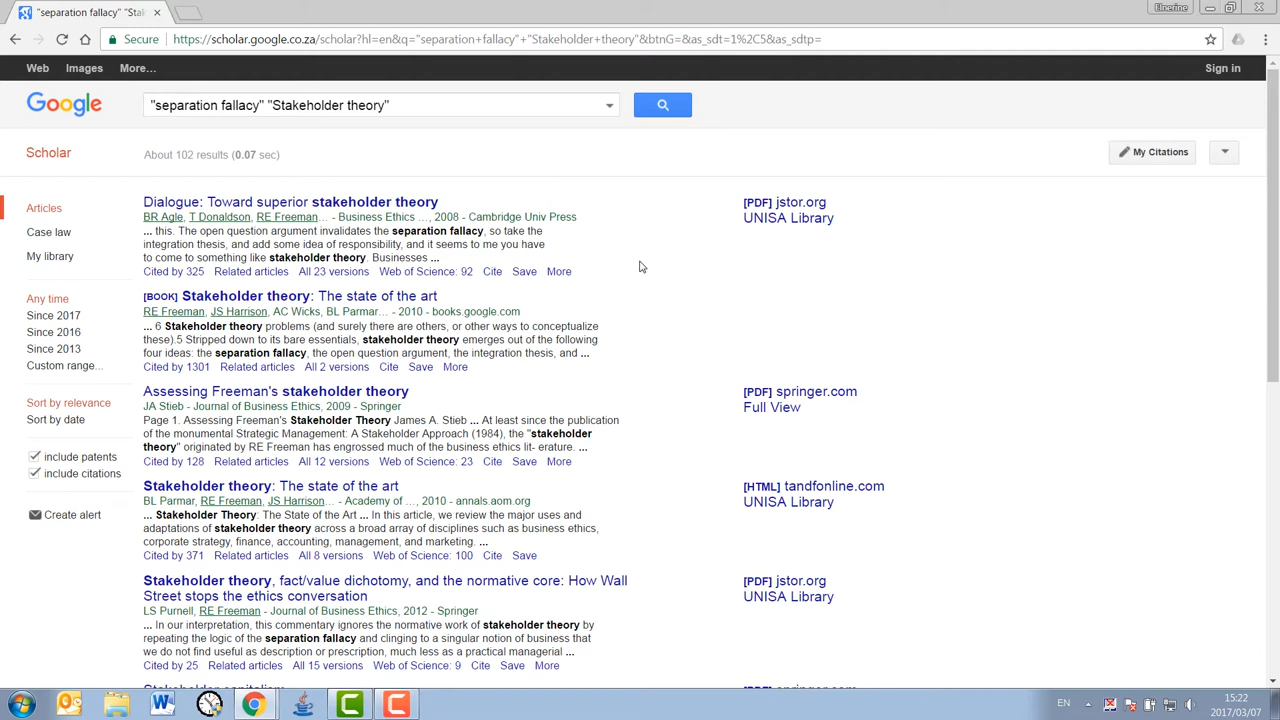 "separation fallacy" "Sta
Elnerine
Secure https://scholar.google.co.za/scholar?hl=en&q="separation+fallacy"+"Stakeholder+theory"&btnG=&as_sdt=1%2C5&as_sdtp=
Web Images More… Sign in
Google "separation fallacy" "Stakeholder theory"
Scholar About 102 results (0.07 sec) My Citations
Articles
Case law
My library
Any time
Since 2017
Since 2016
Since 2013
Custom range...
Sort by relevance
Sort by date
include patents
include citations
Create alert
Dialogue: Toward superior stakeholder theory
BR Agle, T Donaldson, RE Freeman… - Business Ethics …, 2008 - Cambridge Univ Press
... this. The open question argument invalidates the separation fallacy, so take the
integration thesis, and add some idea of responsibility, and it seems to me you have
to come to something like stakeholder theory. Businesses ...
Cited by 325 Related articles All 23 versions Web of Science: 92 Cite Save More
[PDF] jstor.org
UNISA Library
[BOOK] Stakeholder theory: The state of the art
RE Freeman, JS Harrison, AC Wicks, BL Parmar… - 2010 - books.google.com
... 6 Stakeholder theory problems (and surely there are others, or other ways to conceptualize
these).5 Stripped down to its bare essentials, stakeholder theory emerges out of the following
four ideas: the separation fallacy, the open question argument, the integration thesis, and ...
Cited by 1301 Related articles All 2 versions Cite Save More
Assessing Freeman's stakeholder theory
JA Stieb - Journal of Business Ethics, 2009 - Springer
Page 1. Assessing Freeman's Stakeholder Theory James A. Stieb ... At least since the publication
of the monumental Strategic Management: A Stakeholder Approach (1984), the "stakeholder
theory" originated by RE Freeman has engrossed much of the business ethics lit- erature. ...
Cited by 128 Related articles All 12 versions Web of Science: 23 Cite Save More
[PDF] springer.com
Full View
Stakeholder theory: The state of the art
BL Parmar, RE Freeman, JS Harrison… - Academy of …, 2010 - annals.aom.org
... Stakeholder Theory: The State of the Art ... In this article, we review the major uses and
adaptations of stakeholder theory across a broad array of disciplines such as business ethics,
corporate strategy, finance, accounting, management, and marketing. ...
Cited by 371 Related articles All 8 versions Web of Science: 100 Cite Save
[HTML] tandfonline.com
UNISA Library
Stakeholder theory, fact/value dichotomy, and the normative core: How Wall
Street stops the ethics conversation
LS Purnell, RE Freeman - Journal of Business Ethics, 2012 - Springer
... In our interpretation, this commentary ignores the normative work of stakeholder theory by
repeating the logic of the separation fallacy and clinging to a singular notion of business that
we do not find useful as description or prescription, much less as a practical managerial ...
Cited by 25 Related articles All 15 versions Web of Science: 9 Cite Save More
[PDF] jstor.org
UNISA Library
EN
15:22
2017/03/07